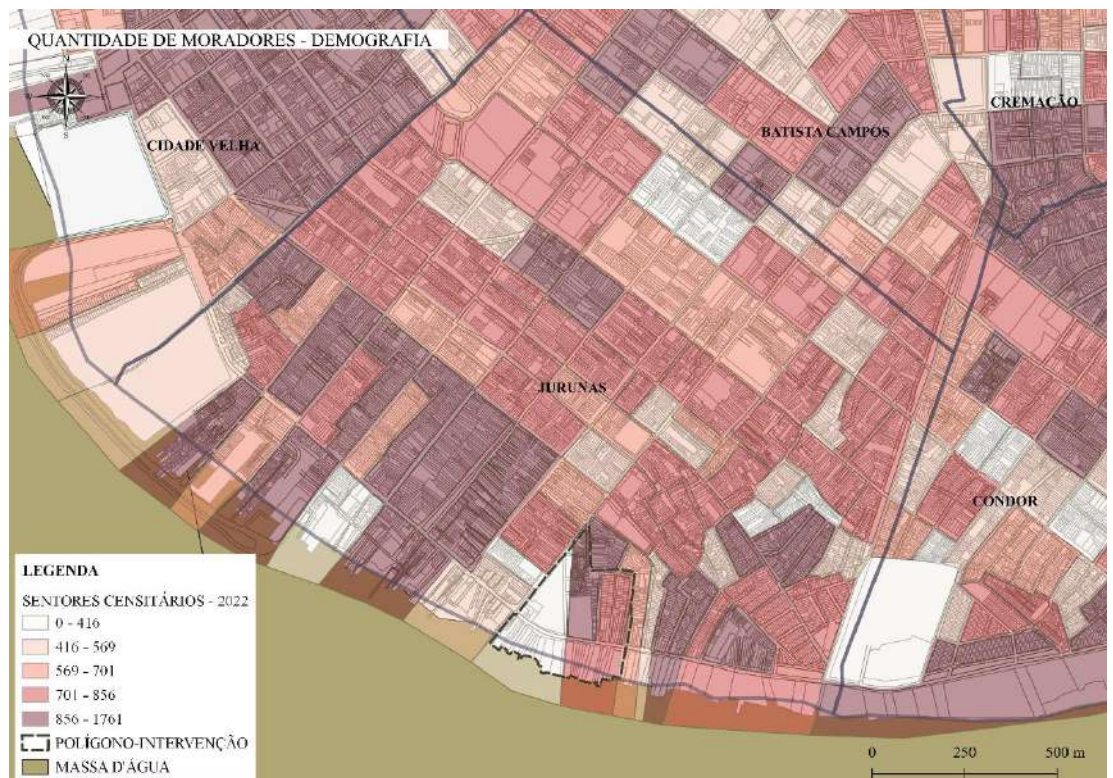 QUANTIDADE DE MORADORES - DEMOGRAFIA
N
S
CREMAÇÃO
BATISTA CAMPOS
CIDADE VELHA
JURUNAS
CONDOR
LEGENDA
SENTORES CENSITÁRIOS - 2022
0 - 416
416 - 569
569 - 701
701 - 856
856 - 1761
POLÍGONO-INTERVENÇÃO
MASSA D'ÁGUA
0 250 500 m